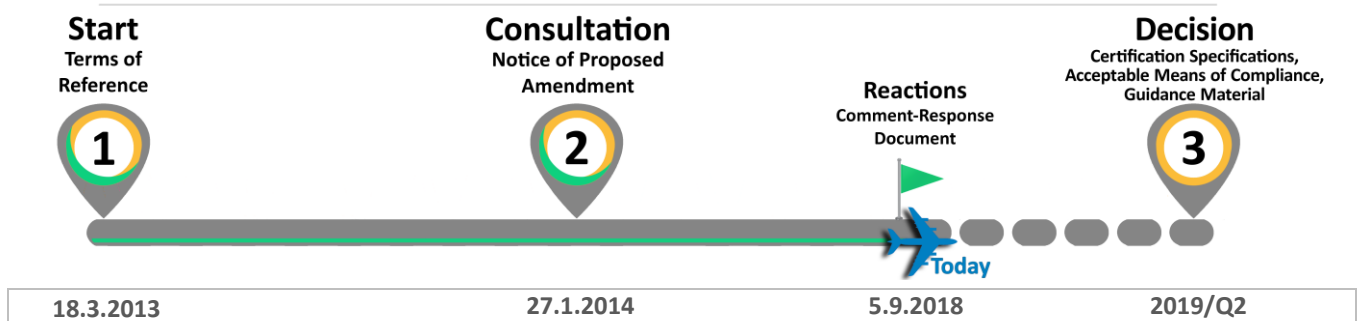 Start
Terms of
Reference
1
Consultation
Notice of Proposed
Amendment
2
Reactions
Comment-Response
Document
Decision
Certification Specifications,
Acceptable Means of Compliance,
Guidance Material
3
Today
18.3.2013
27.1.2014
5.9.2018
2019/Q2